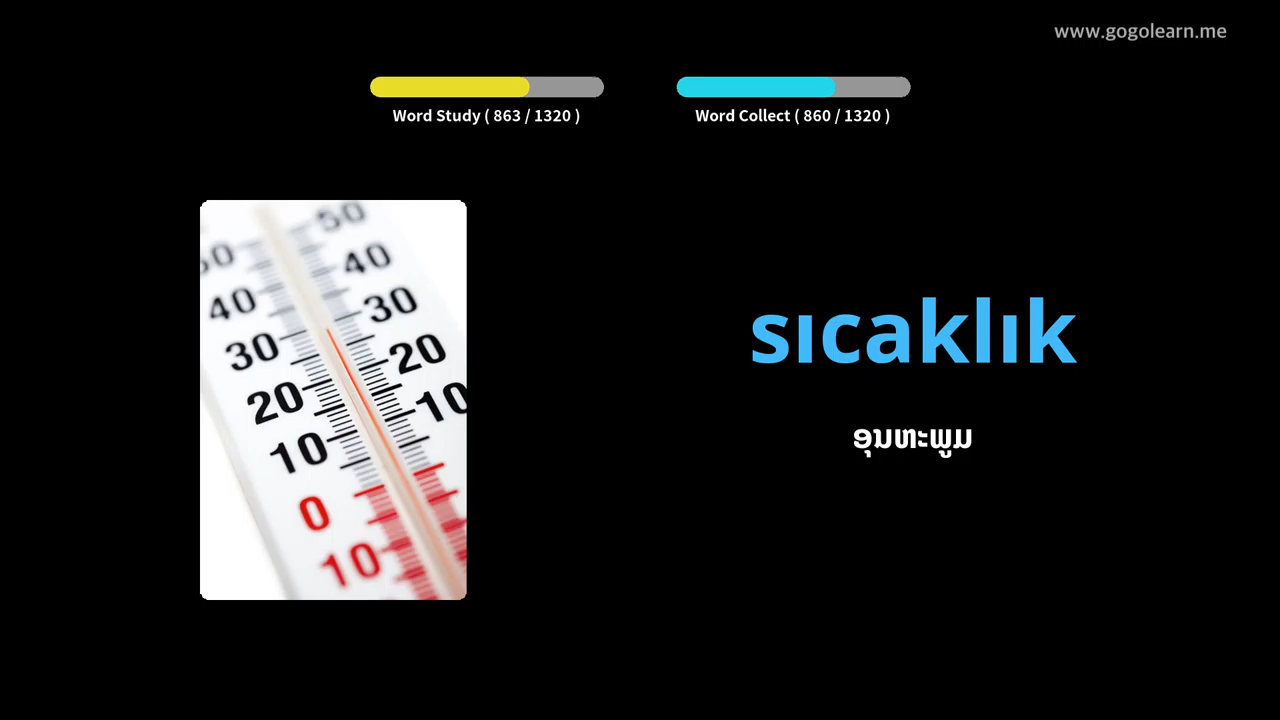 www.gogolearn.me
Word Study ( 863 / 1320 )
Word Collect ( 860 / 1320 )
50
50
40
40
30
30
20
20
10
10
0
10
sıcaklık
ອຸນຫະພູມ